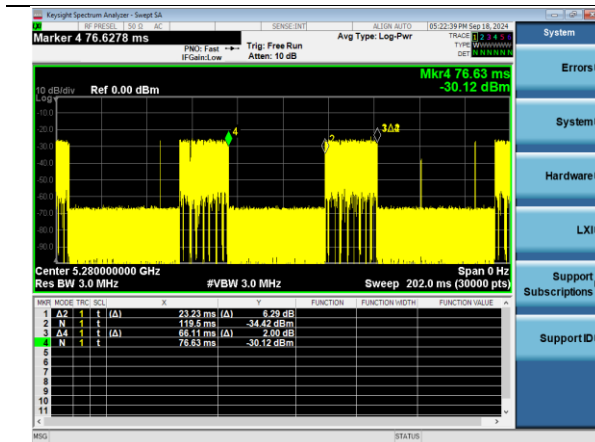 Keysight Spectrum Analyzer - Swept SA
RF PRESEL 50 Ω AC SENSE:INT ALIGN AUTO 05:22:39 PM Sep 18, 2024
Marker 4 76.6278 ms
PNO: Fast
IFGain:Low
Trig: Free Run
Atten: 10 dB
Avg Type: Log-Pwr
TRACE 1 2 3 4 5 6
TYPE WWWWWW
DET NNNNNN
Mkr4 76.63 ms
-30.12 dBm
10 dB/div Ref 0.00 dBm
Log
-10.0
-20.0
-30.0
-40.0
-50.0
-60.0
-70.0
-80.0
-90.0
4
2
Center 5.280000000 GHz Span 0 Hz
Res BW 3.0 MHz #VBW 3.0 MHz Sweep 202.0 ms (30000 pts)
MKR MODE TRC SCL X Y FUNCTION FUNCTION WIDTH FUNCTION VALUE
1 Δ2 1 t (Δ) 23.23 ms (Δ) 6.29 dB
2 N 1 t 119.5 ms -34.42 dBm
3 Δ4 1 t (Δ) 66.11 ms (Δ) 2.00 dB
4 N 1 t 76.63 ms -30.12 dBm
5
6
7
8
9
10
11
MSG STATUS
System
Errors
System
Hardware
LXI
Support
Subscriptions
Support ID